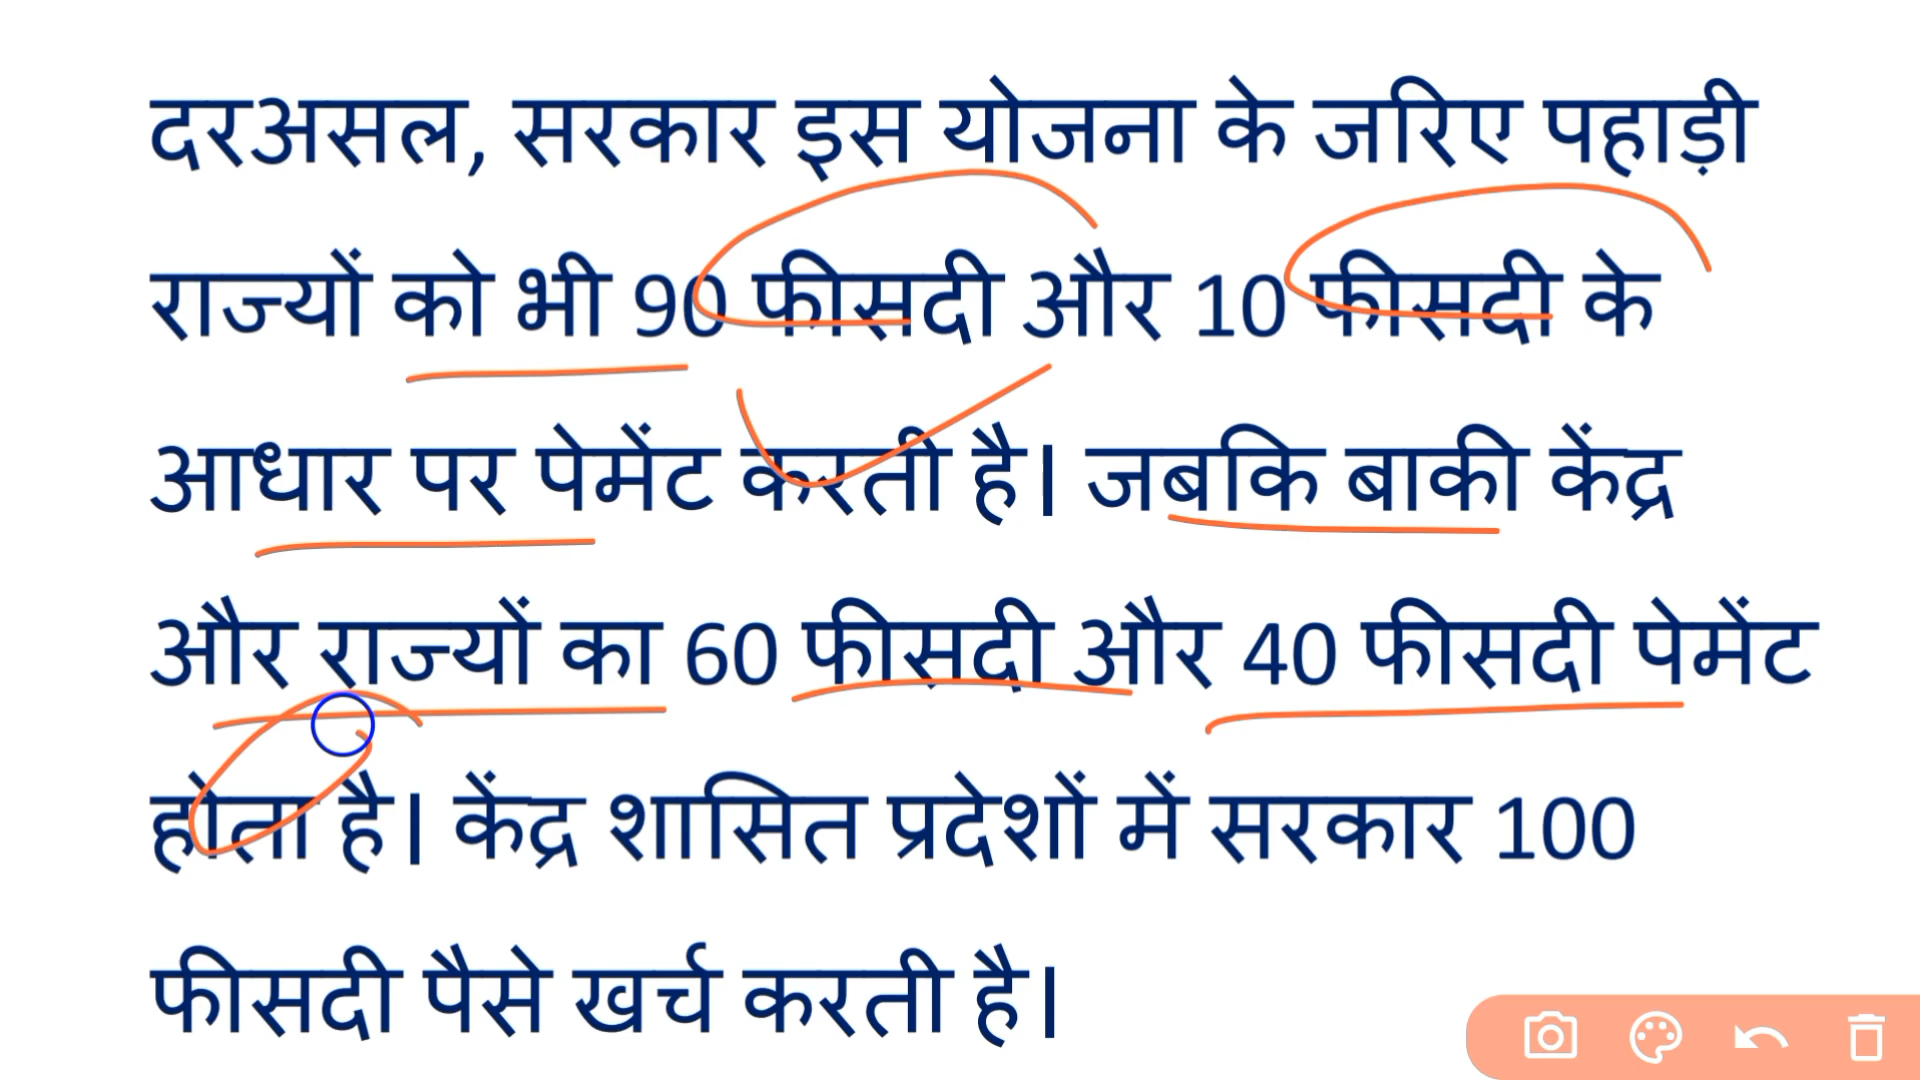 दरअसल, सरकार इस योजना के जरिए पहाड़ी
राज्यों को भी 90 फीसदी और 10 फीसदी के
आधार पर पेमेंट करती है। जबकि बाकी केंद्र
और राज्यों का 60 फीसदी और 40 फीसदी पेमेंट
होता है। केंद्र शासित प्रदेशों में सरकार 100
फीसदी पैसे खर्च करती है।